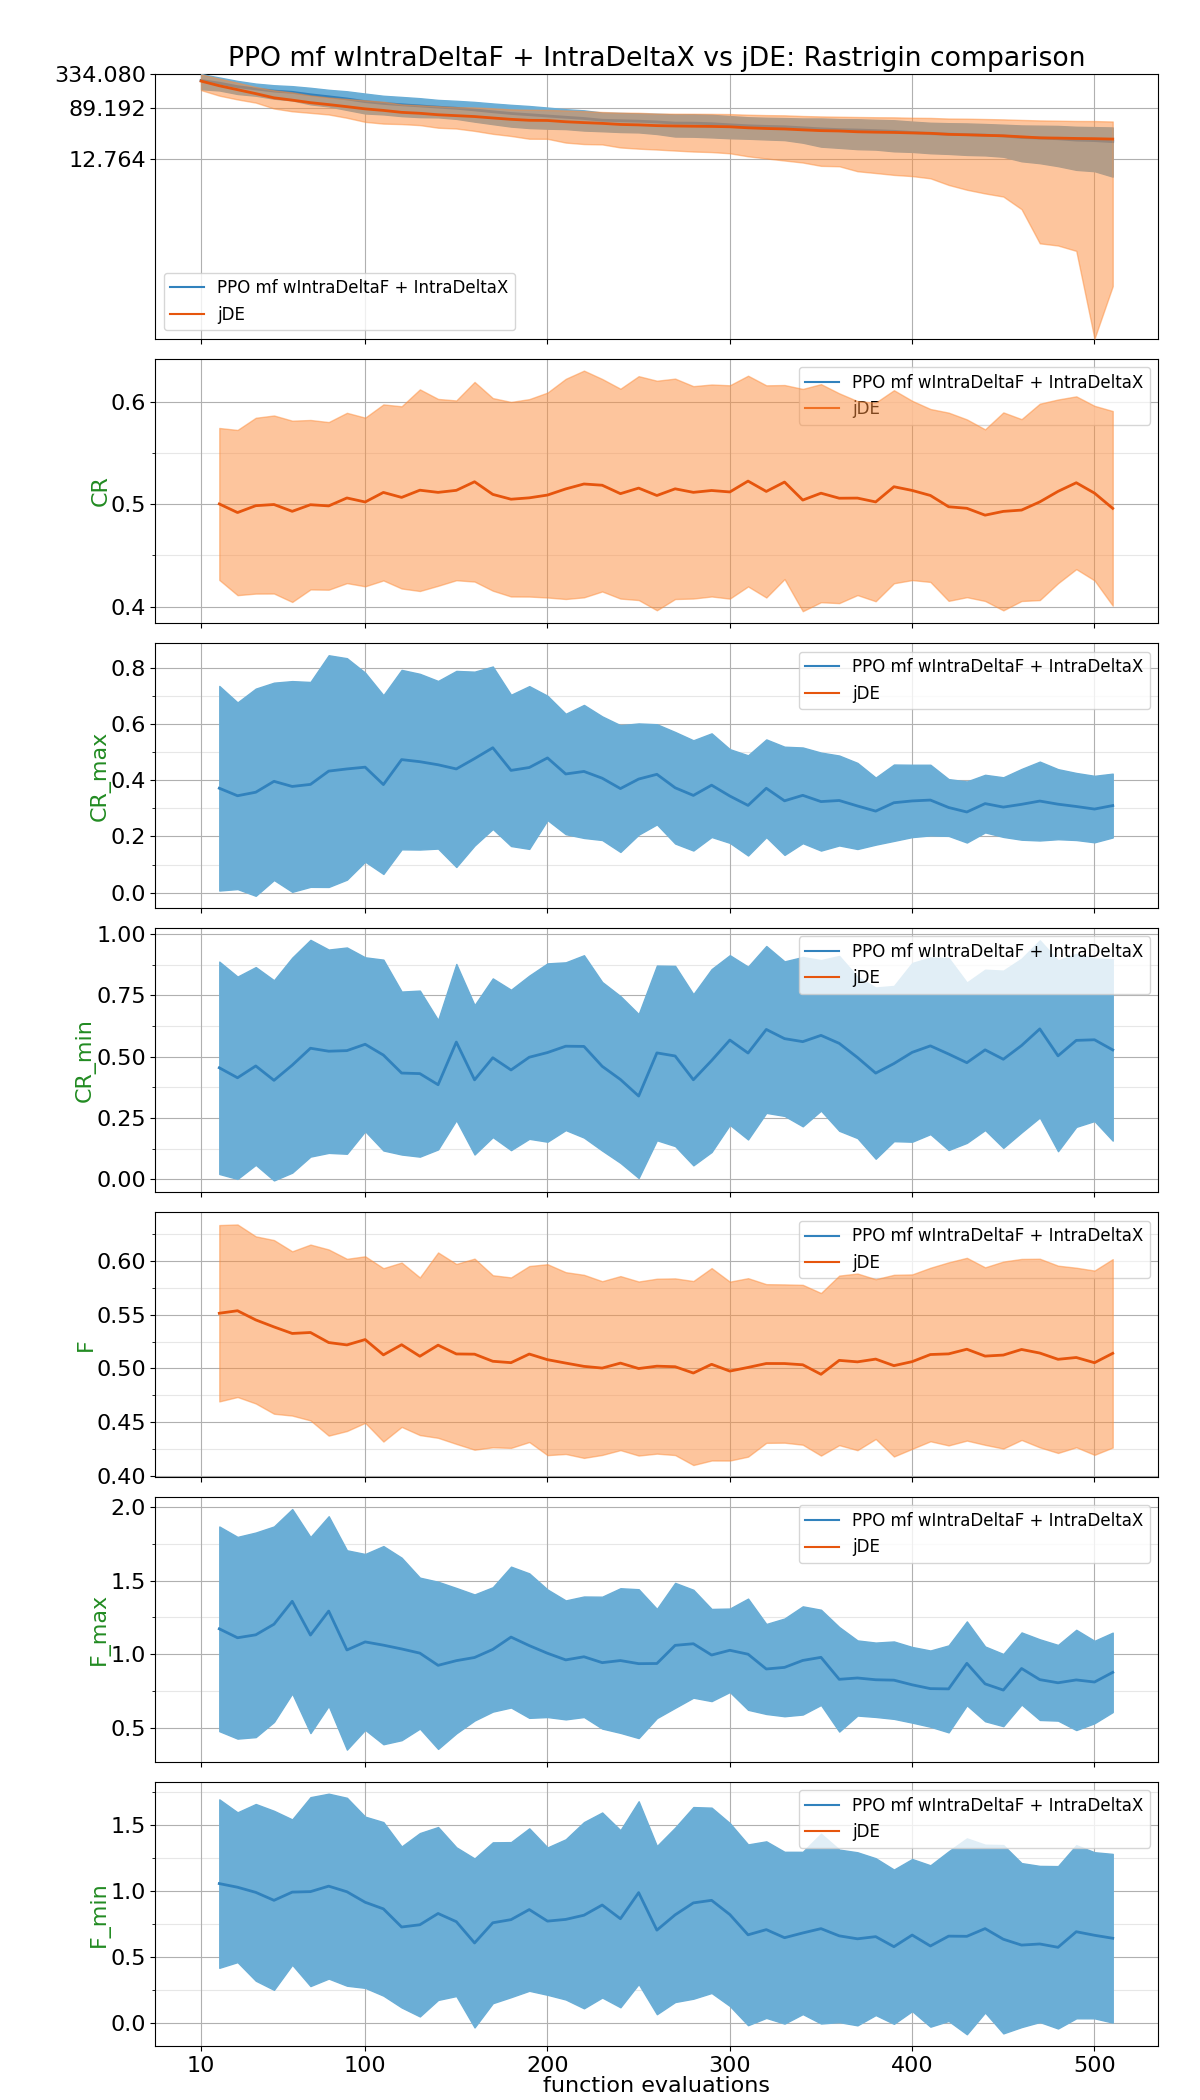 PPO mf wIntraDeltaF + IntraDeltaX vs jDE: Rastrigin comparison
334.080
89.192
12.764
PPO mf wIntraDeltaF + IntraDeltaX
jDE
CR
0.6
0.5
0.4
PPO mf wIntraDeltaF + IntraDeltaX
jDE
CR_max
0.8
0.6
0.4
0.2
0.0
PPO mf wIntraDeltaF + IntraDeltaX
jDE
CR_min
1.00
0.75
0.50
0.25
0.00
PPO mf wIntraDeltaF + IntraDeltaX
jDE
F
0.60
0.55
0.50
0.45
0.40
PPO mf wIntraDeltaF + IntraDeltaX
jDE
F_max
2.0
1.5
1.0
0.5
PPO mf wIntraDeltaF + IntraDeltaX
jDE
F_min
1.5
1.0
0.5
0.0
PPO mf wIntraDeltaF + IntraDeltaX
jDE
10 100 200 300 400 500
function evaluations